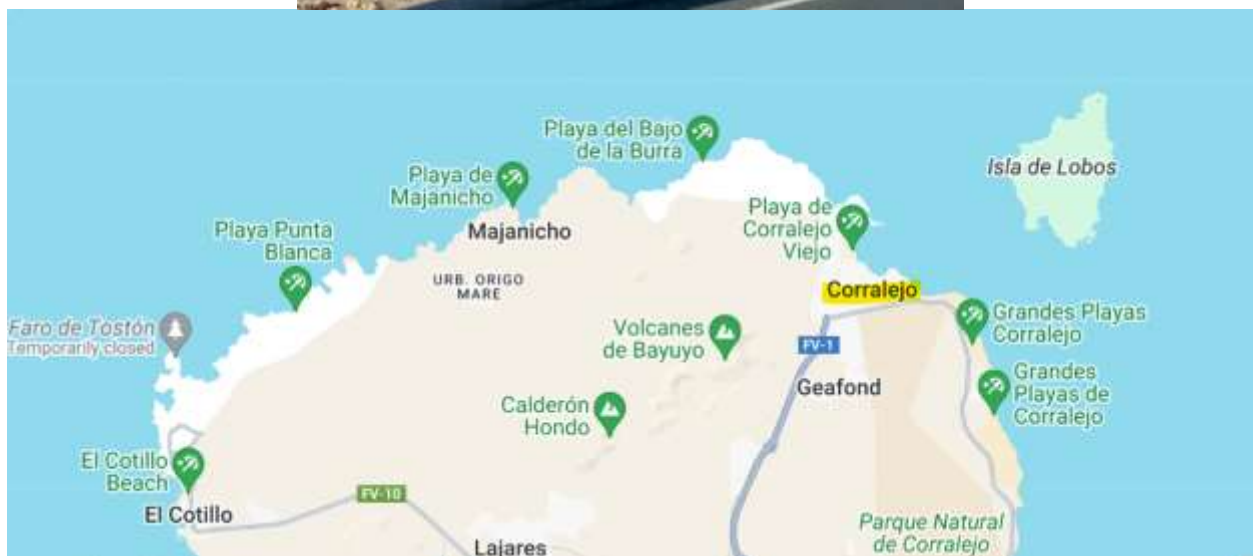 Playa del Bajo
de la Burra
Isla de Lobos
Playa de
Majanicho
Playa de
Corralejo
Viejo
Majanicho
Playa Punta
Blanca
URB. ORIGO
MARE
Corralejo
Faro de Tostón
Temporarily closed
Grandes Playas
Corralejo
Volcanes
de Bayuyo
FV-1
Geafond
Grandes
Playas de
Corralejo
Calderón
Hondo
El Cotillo
Beach
FV-10
El Cotillo
Parque Natural
de Corralejo
Lajares